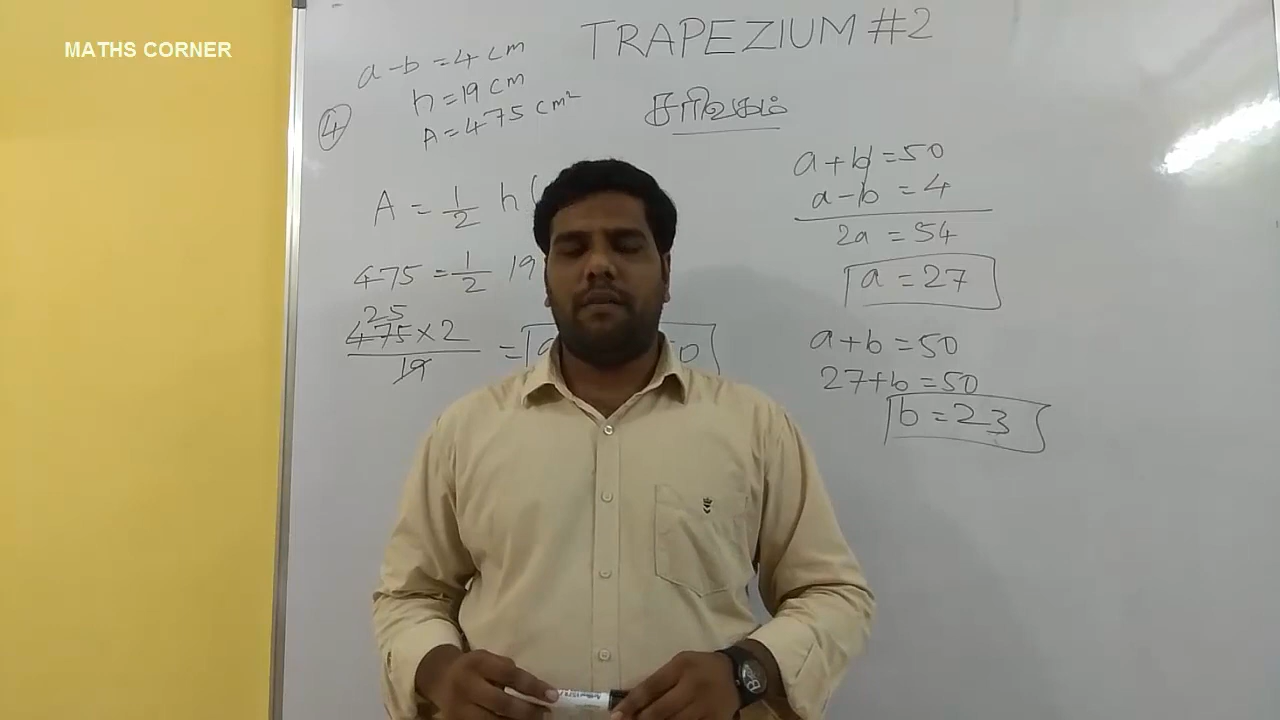 MATHS CORNER
TRAPEZIUM #2
சரிவகம்
④ a-b = 4 cm
h = 19 cm
A = 475 cm²
A = 1/2 h (
475 = 1/2 19
25
475 × 2 / 19 =
a + b = 50
a - b = 4
2a = 54
a = 27
a + b = 50
27 + b = 50
b = 23